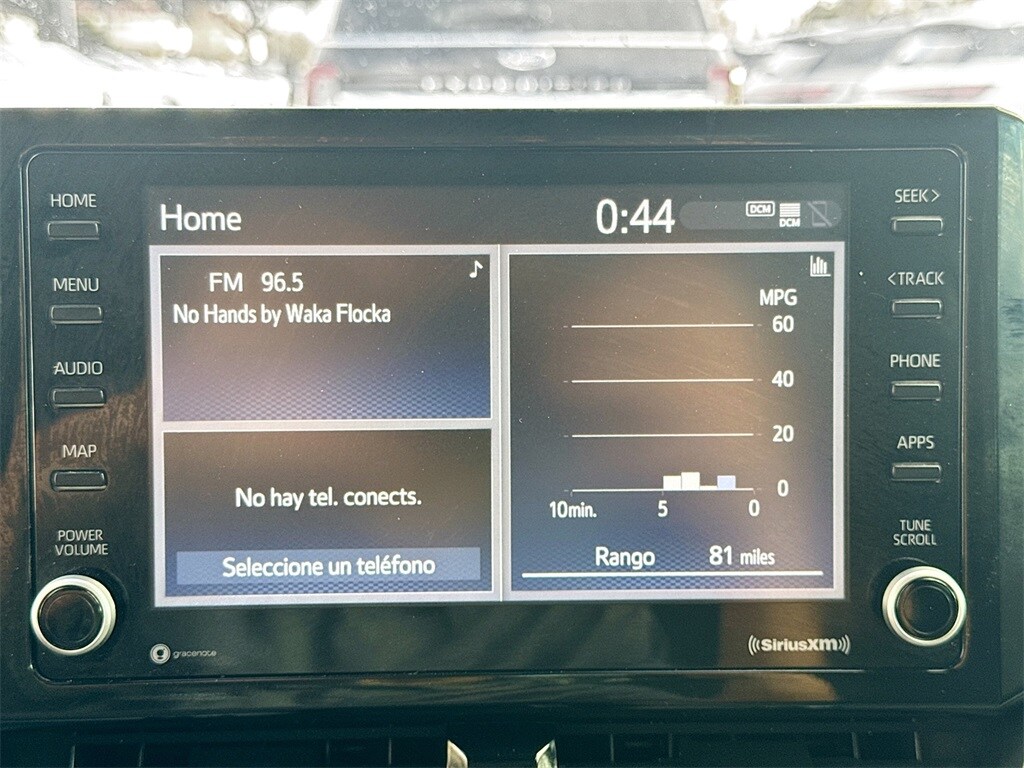 HOME
MENU
AUDIO
MAP
POWER
VOLUME
Home
0:44
DCM
DCM
FM 96.5
No Hands by Waka Flocka
No hay tel. conects.
Seleccione un teléfono
MPG
60
40
20
0
10min. 5 0
Rango 81 miles
SEEK >
< TRACK
PHONE
APPS
TUNE
SCROLL
gracenote
SiriusXM